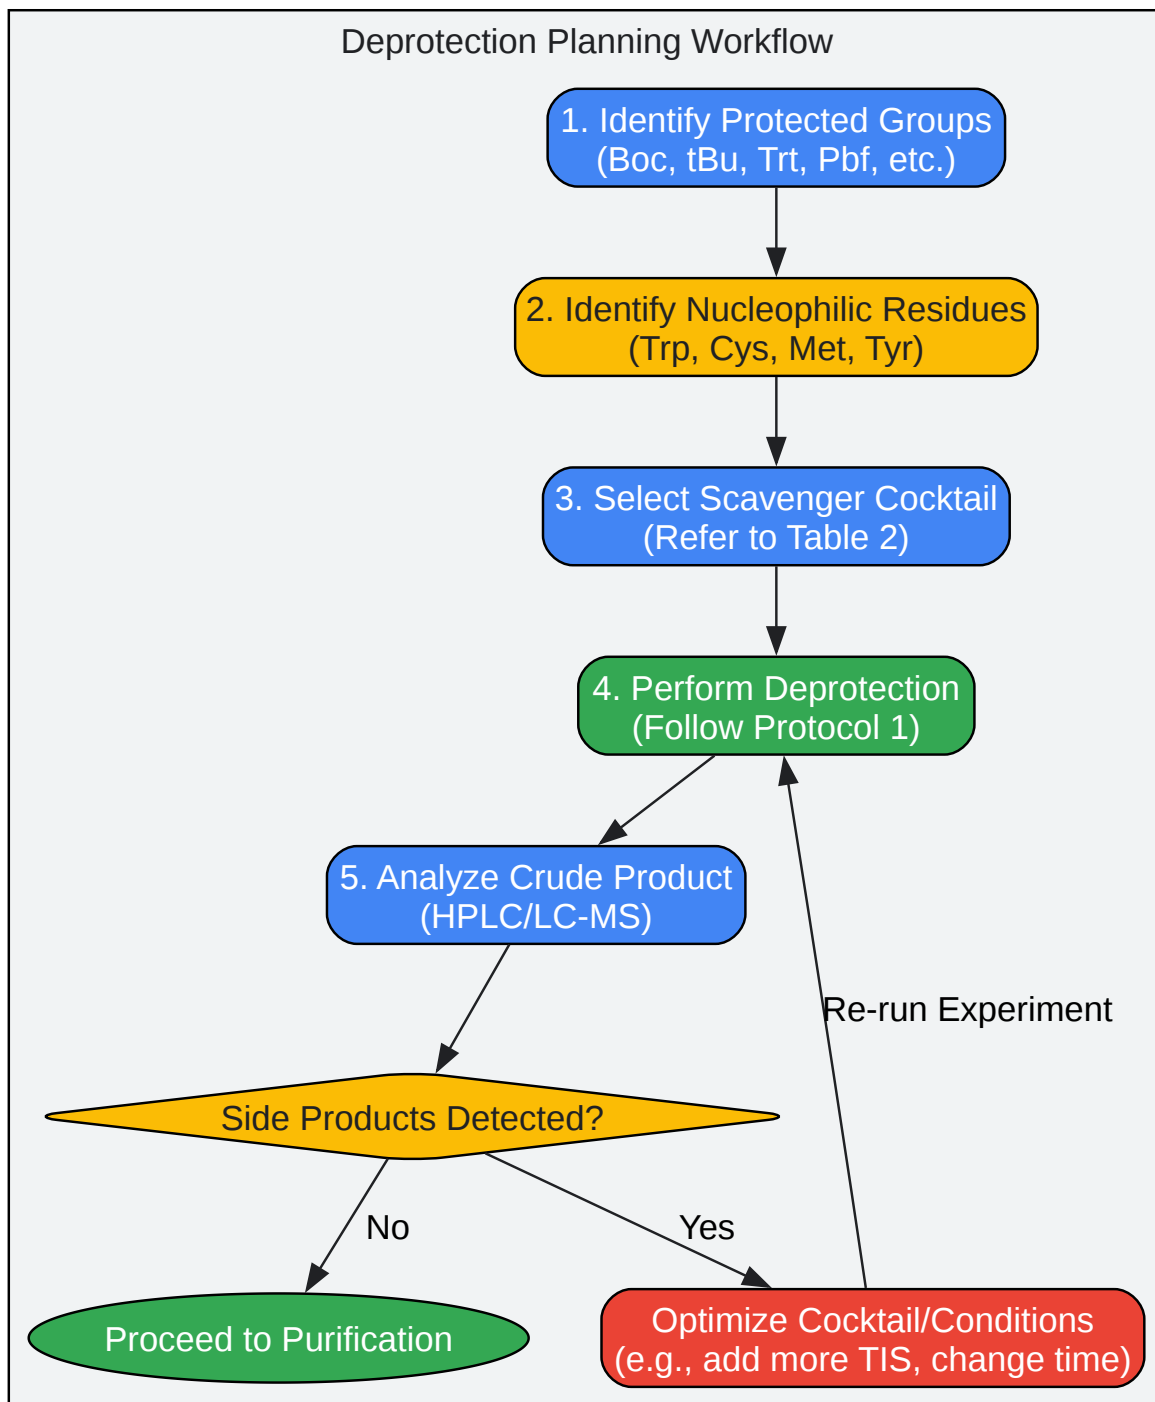 Deprotection Planning Workflow
1. Identify Protected Groups
(Boc, tBu, Trt, Pbf, etc.)
2. Identify Nucleophilic Residues
(Trp, Cys, Met, Tyr)
3. Select Scavenger Cocktail
(Refer to Table 2)
4. Perform Deprotection
(Follow Protocol 1)
5. Analyze Crude Product
(HPLC/LC-MS)
Re-run Experiment
Side Products Detected?
No
Yes
Proceed to Purification
Optimize Cocktail/Conditions
(e.g., add more TIS, change time)